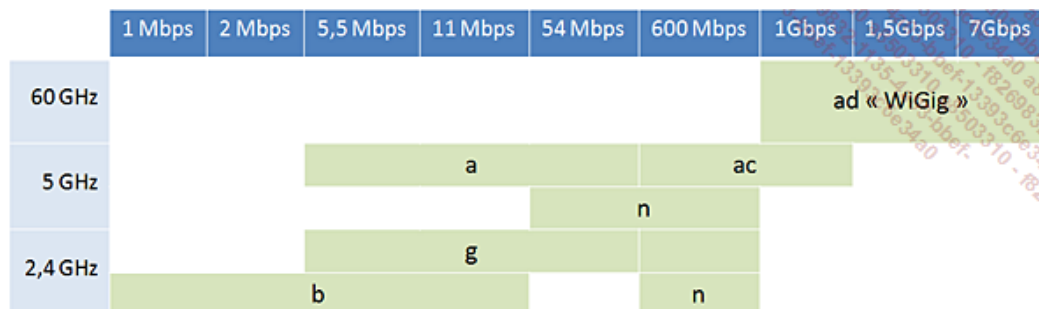 1 Mbps 2 Mbps 5,5 Mbps 11 Mbps 54 Mbps 600 Mbps 1Gbps 1,5Gbps 7Gbps
60 GHz ad « WiGig »
5 GHz a ac
n
2,4 GHz g
b n